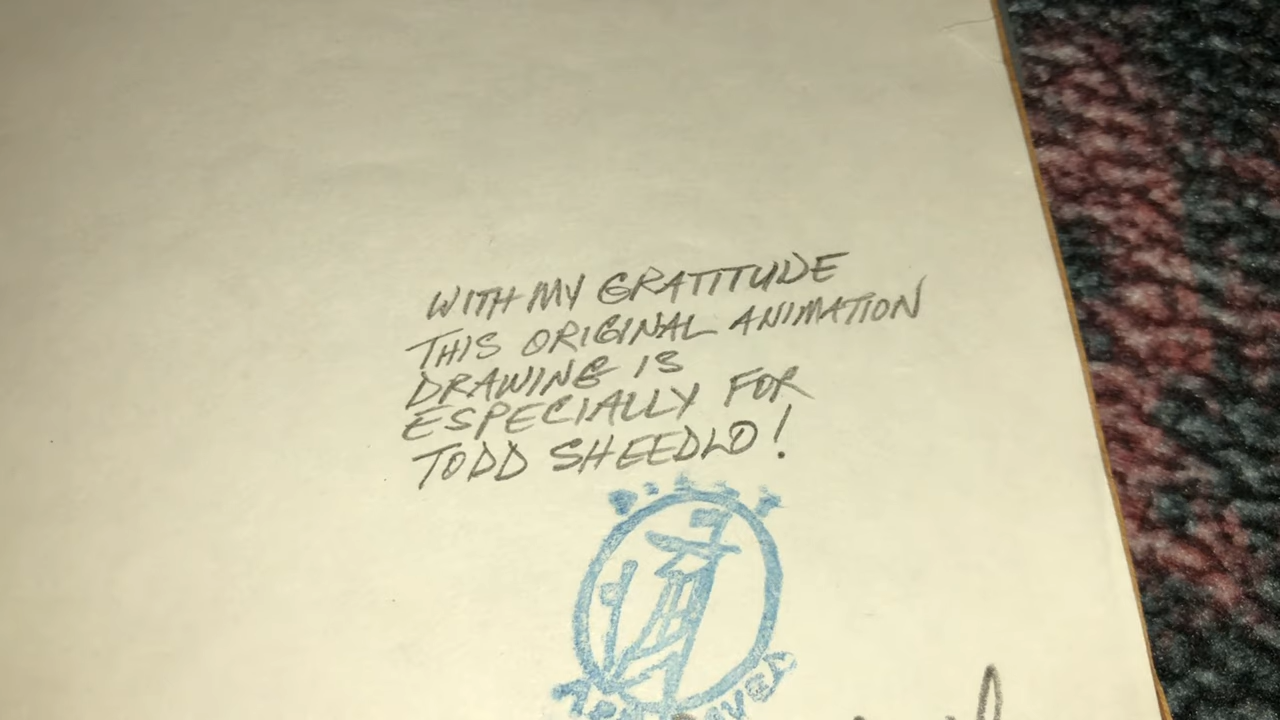 WITH MY GRATITUDE
THIS ORIGINAL ANIMATION
DRAWING IS
ESPECIALLY FOR
TODD SHEEDLO!